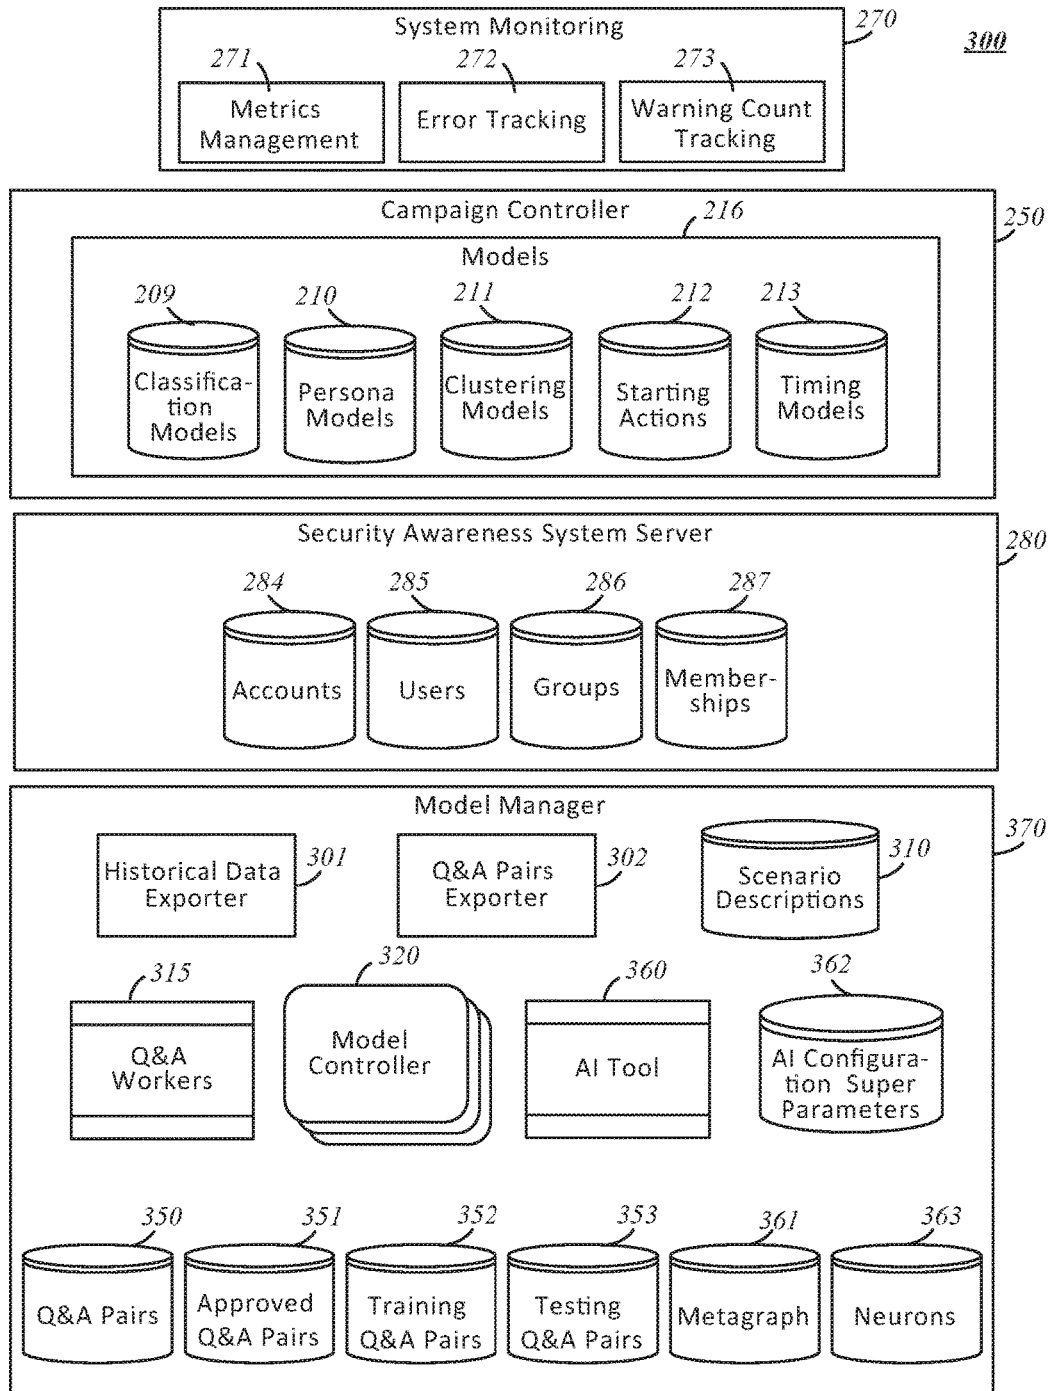 System Monitoring
270
300
271
272
273
Metrics
Management
Error Tracking
Warning Count
Tracking
Campaign Controller
216
250
Models
209
210
211
212
213
Classifica-
tion
Models
Persona
Models
Clustering
Models
Starting
Actions
Timing
Models
Security Awareness System Server
280
284
285
286
287
Accounts
Users
Groups
Member-
ships
Model Manager
370
Historical Data
Exporter
301
Q&A Pairs
Exporter
302
Scenario
Descriptions
310
315
320
360
362
Q&A
Workers
Model
Controller
AI Tool
AI Configura-
tion Super
Parameters
350
351
352
353
361
363
Q&A Pairs
Approved
Q&A Pairs
Training
Q&A Pairs
Testing
Q&A Pairs
Metagraph
Neurons